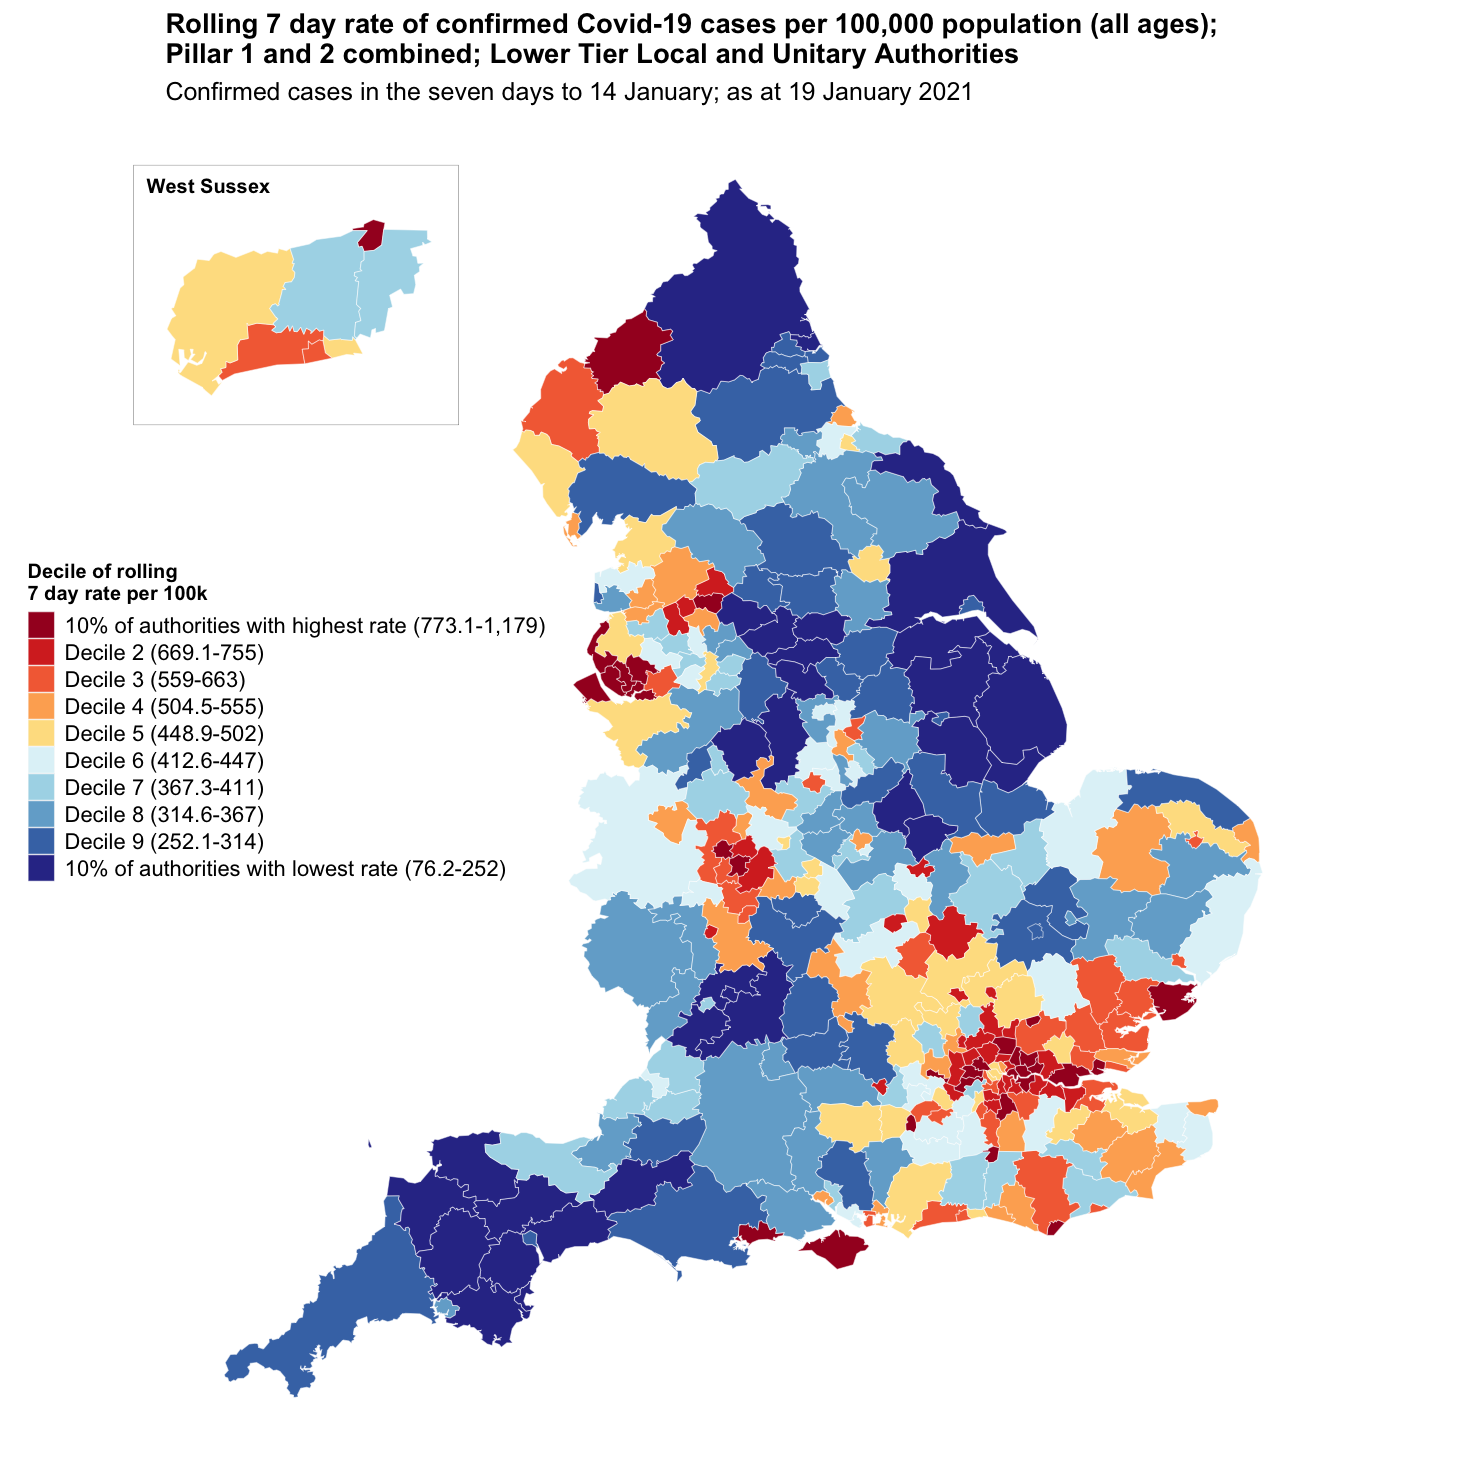 Rolling 7 day rate of confirmed Covid-19 cases per 100,000 population (all ages);
Pillar 1 and 2 combined; Lower Tier Local and Unitary Authorities
Confirmed cases in the seven days to 14 January; as at 19 January 2021
West Sussex
Decile of rolling
7 day rate per 100k
10% of authorities with highest rate (773.1-1,179)
Decile 2 (669.1-755)
Decile 3 (559-663)
Decile 4 (504.5-555)
Decile 5 (448.9-502)
Decile 6 (412.6-447)
Decile 7 (367.3-411)
Decile 8 (314.6-367)
Decile 9 (252.1-314)
10% of authorities with lowest rate (76.2-252)